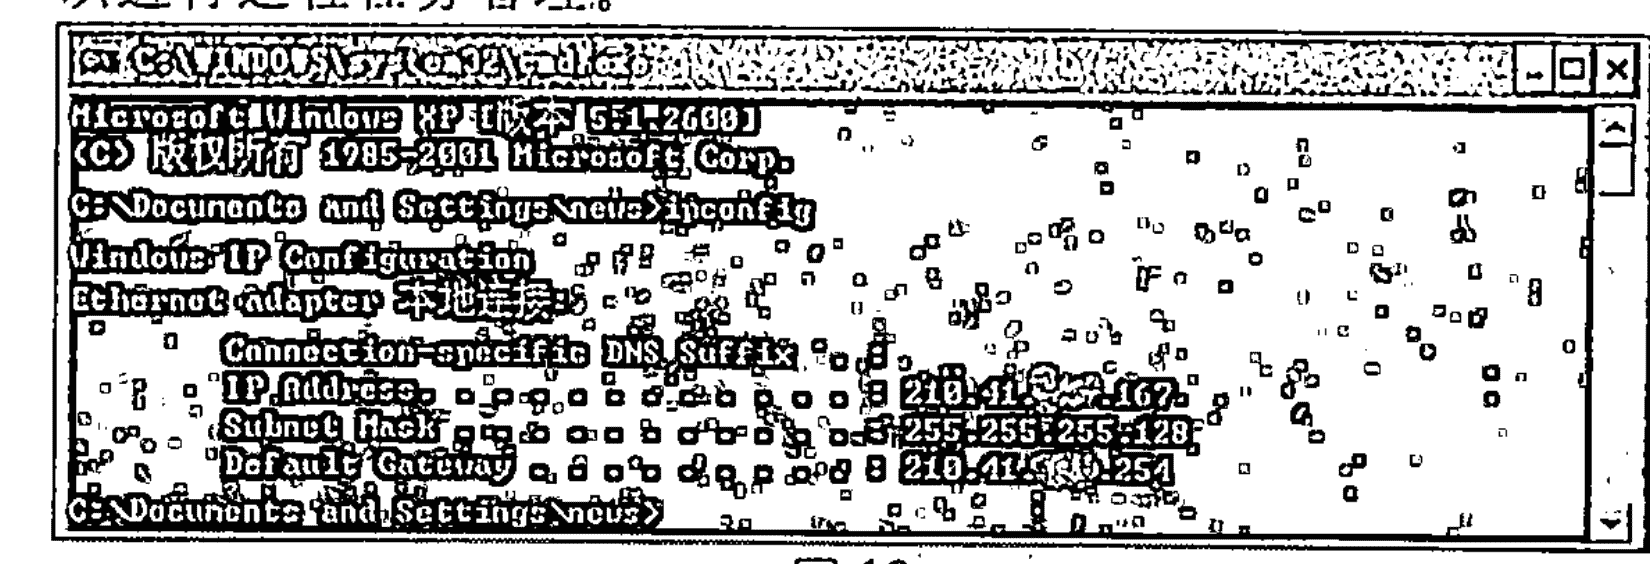 C:\WINDOWS\system32\cmd.exe
Microsoft Windows XP [版本 5.1.2600]
(C) 版权所有 1985-2001 Microsoft Corp.
C:\Documents and Settings\news>ipconfig
Windows IP Configuration
Ethernet adapter 本地连接:
Connection-specific DNS Suffix . :
IP Address. . . . . . . . . . . . : 210.41. .167
Subnet Mask . . . . . . . . . . . : 255.255.255.128
Default Gateway . . . . . . . . . : 210.41. .254
C:\Documents and Settings\news>